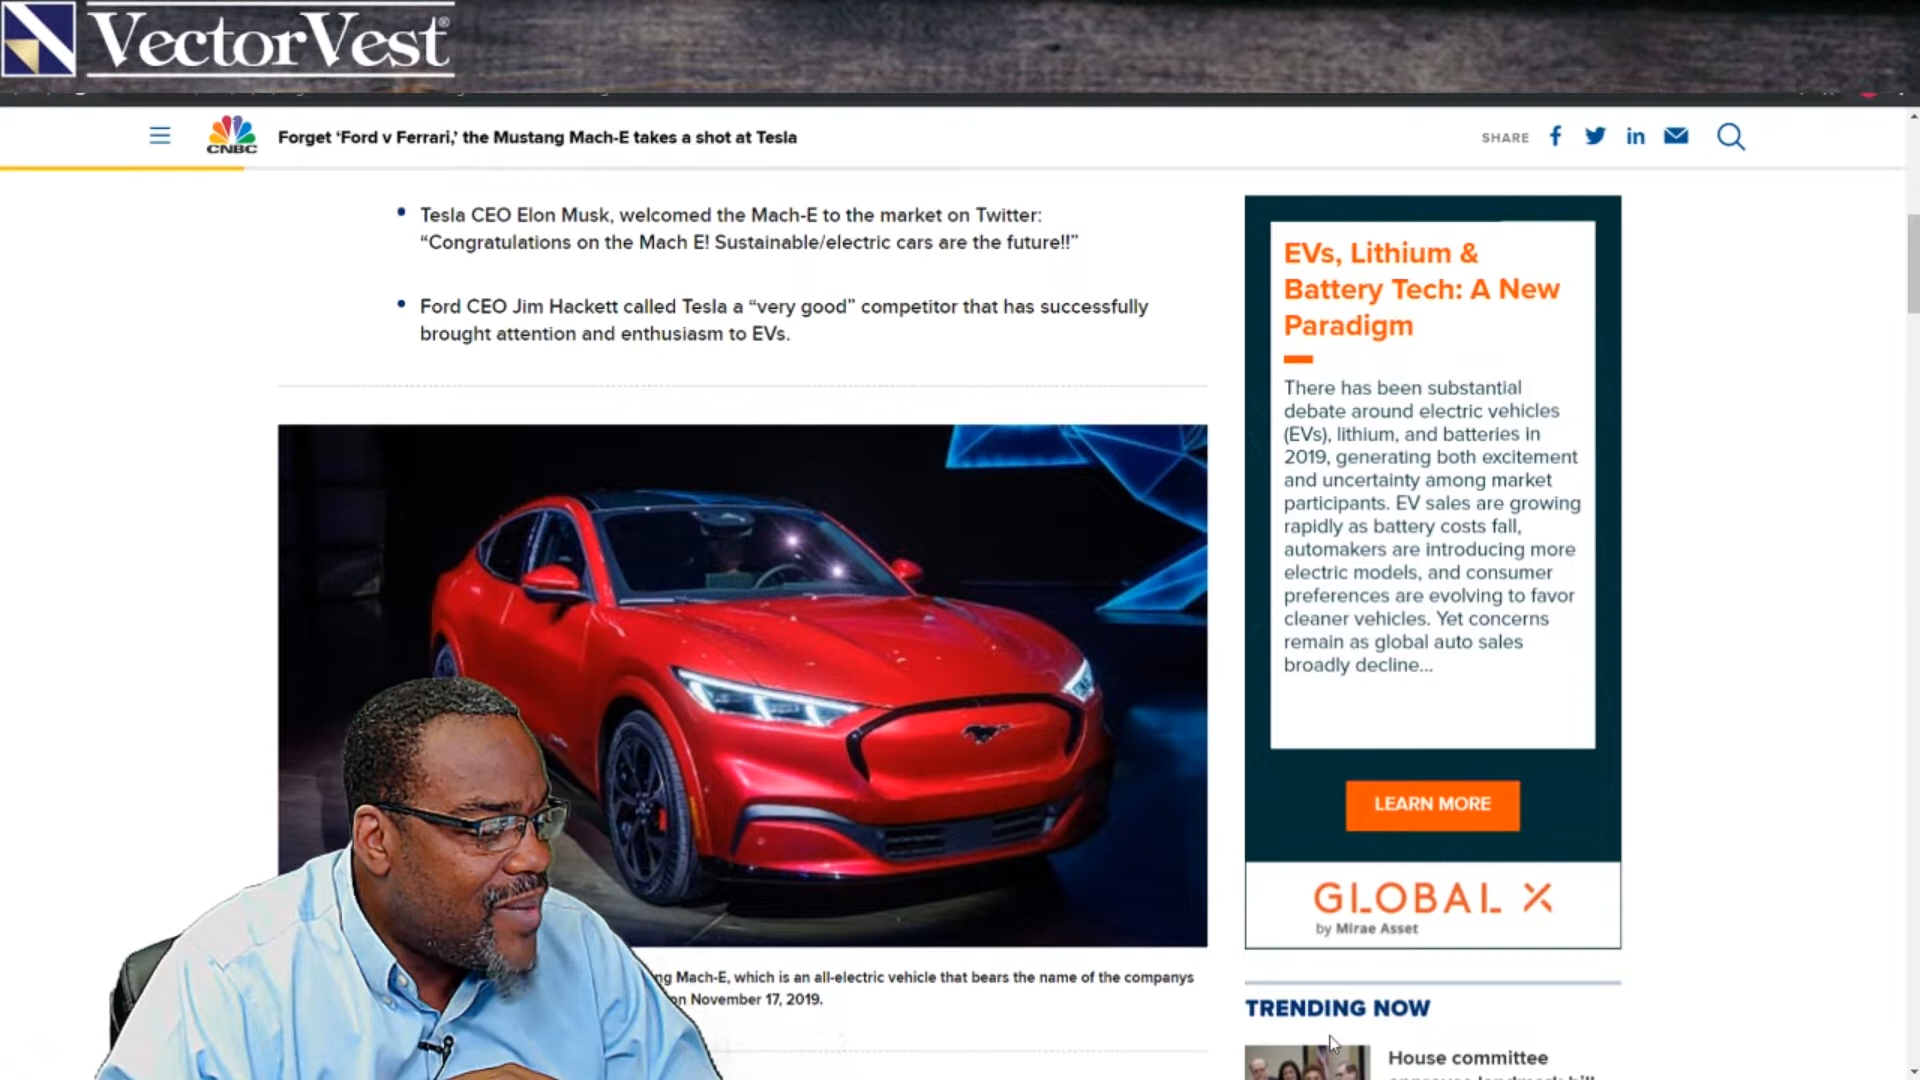 VectorVest®
CNBC
Forget ‘Ford v Ferrari,’ the Mustang Mach-E takes a shot at Tesla
SHARE
Tesla CEO Elon Musk, welcomed the Mach-E to the market on Twitter:
“Congratulations on the Mach E! Sustainable/electric cars are the future!!”
Ford CEO Jim Hackett called Tesla a “very good” competitor that has successfully
brought attention and enthusiasm to EVs.
Mach-E, which is an all-electric vehicle that bears the name of the companys
on November 17, 2019.
EVs, Lithium &
Battery Tech: A New
Paradigm
There has been substantial
debate around electric vehicles
(EVs), lithium, and batteries in
2019, generating both excitement
and uncertainty among market
participants. EV sales are growing
rapidly as battery costs fall,
automakers are introducing more
electric models, and consumer
preferences are evolving to favor
cleaner vehicles. Yet concerns
remain as global auto sales
broadly decline...
LEARN MORE
GLOBAL X
by Mirae Asset
TRENDING NOW
House committee